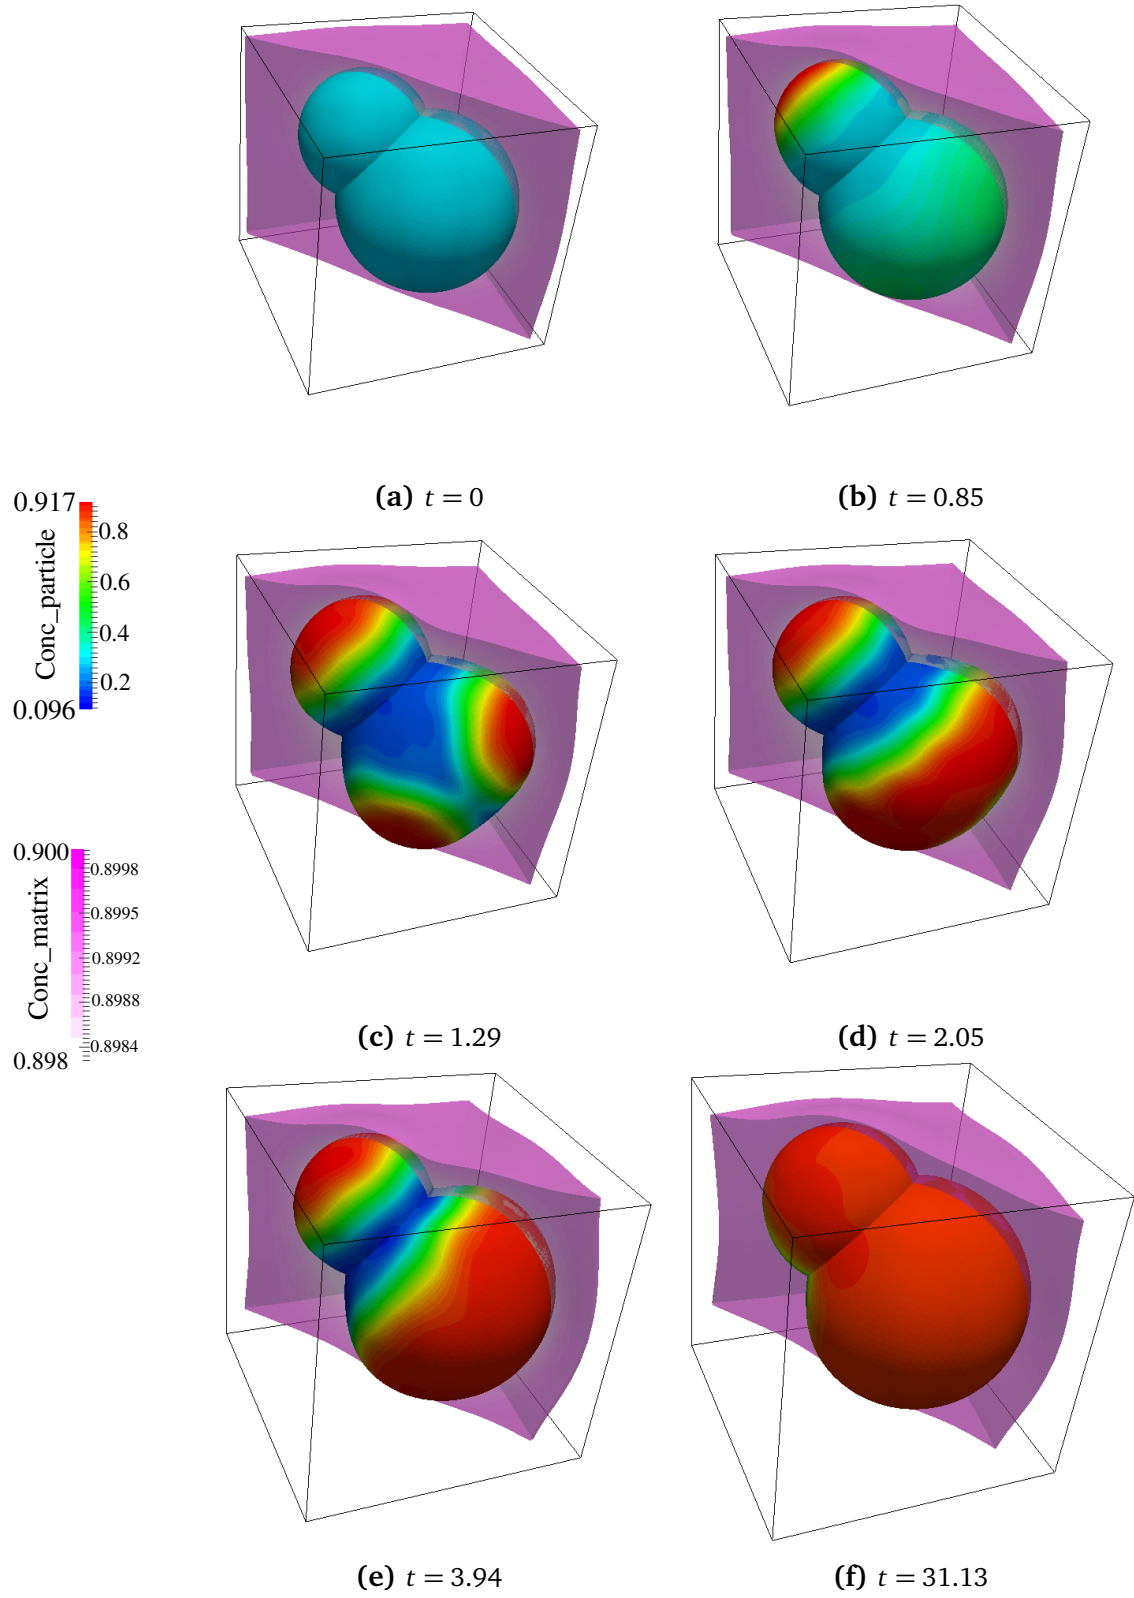 (a) t = 0
(b) t = 0.85
0.917
0.8
0.6
0.4
0.2
0.096
Conc_particle
(c) t = 1.29
(d) t = 2.05
0.900
0.8998
0.8995
0.8992
0.8988
0.8984
0.898
Conc_matrix
(e) t = 3.94
(f) t = 31.13